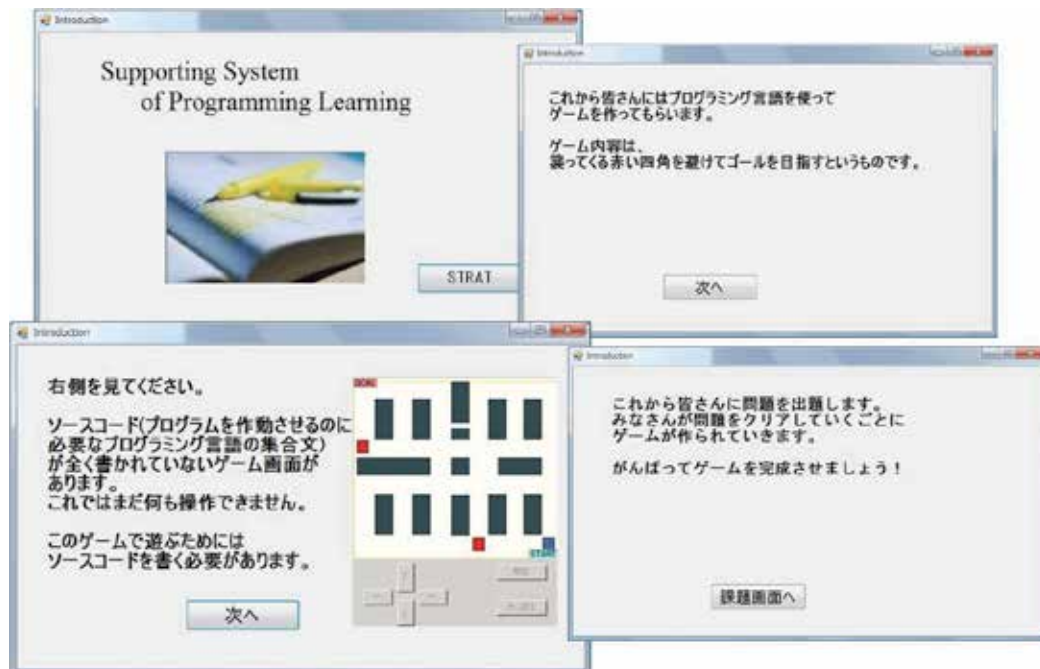 Introduction
Supporting System
of Programming Learning
STRAT
Introduction
これから皆さんにはプログラミング言語を使って
ゲームを作ってもらいます。
ゲーム内容は、
襲ってくる赤い四角を避けてゴールを目指すというものです。
次へ
Introduction
右側を見てください。
ソースコード(プログラムを作動させるのに
必要なプログラミング言語の集合文)
が全く書かれていないゲーム画面が
あります。
これではまだ何も操作できません。
このゲームで遊ぶためには
ソースコードを書く必要があります。
次へ
GOAL
Introduction
これから皆さんに問題を出題します。
みなさんが問題をクリアしていくごとに
ゲームが作られていきます。
がんばってゲームを完成させましょう！
課題画面へ